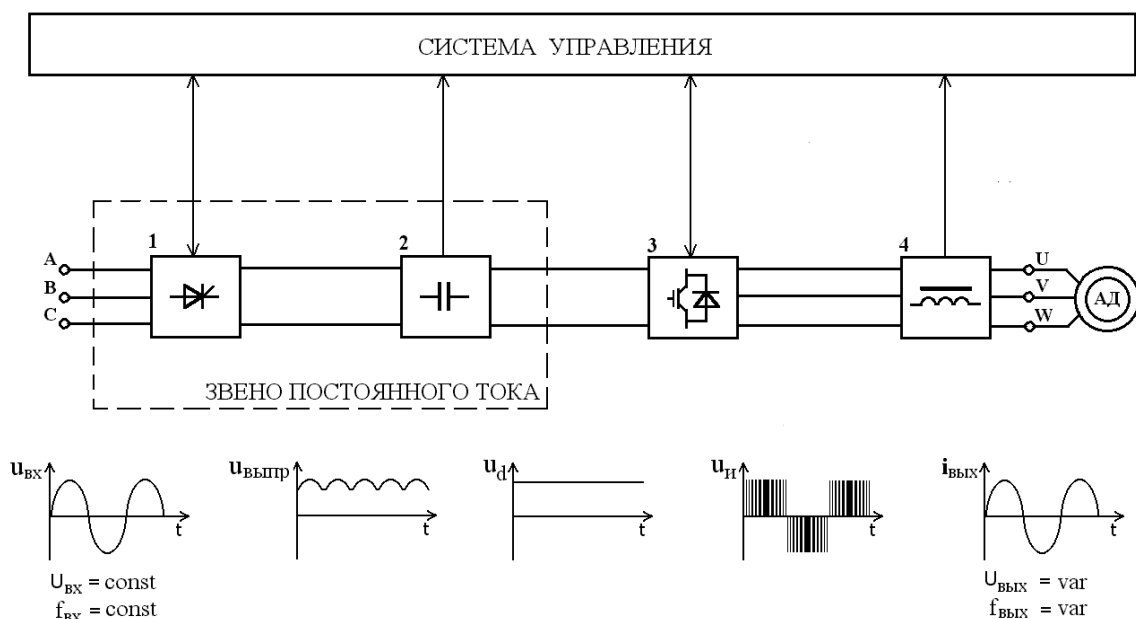 СИСТЕМА УПРАВЛЕНИЯ
1
2
3
4
A
B
C
U
V
W
АД
ЗВЕНО ПОСТОЯННОГО ТОКА
uвх
t
uвыпр
t
ud
t
uИ
t
iвых
t
Uвх = const
fвх = const
Uвых = var
fвых = var